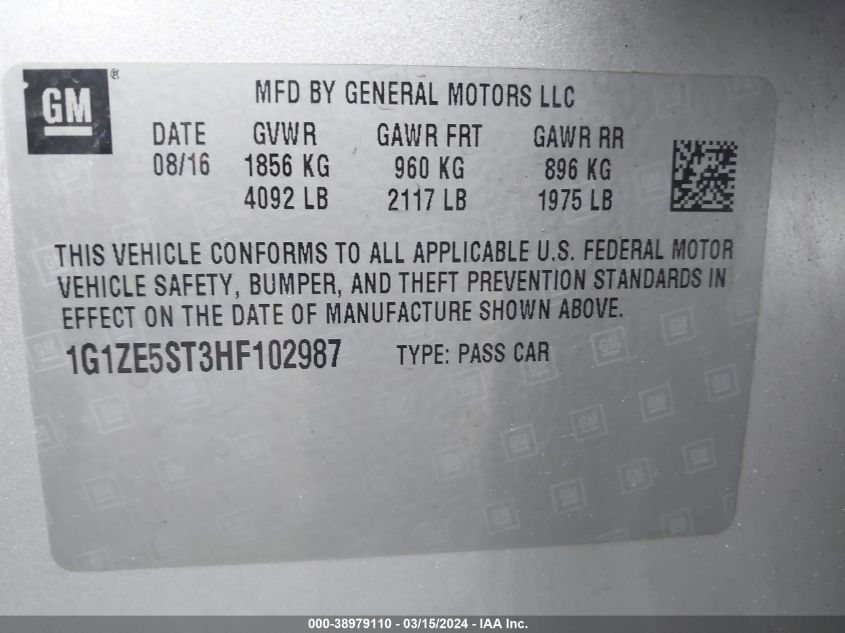 GM ®
MFD BY GENERAL MOTORS LLC
DATE GVWR GAWR FRT GAWR RR
08/16 1856 KG 960 KG 896 KG
4092 LB 2117 LB 1975 LB
THIS VEHICLE CONFORMS TO ALL APPLICABLE U.S. FEDERAL MOTOR
VEHICLE SAFETY, BUMPER, AND THEFT PREVENTION STANDARDS IN
EFFECT ON THE DATE OF MANUFACTURE SHOWN ABOVE.
1G1ZE5ST3HF102987 TYPE: PASS CAR
000-38979110 - 03/15/2024 - IAA Inc.